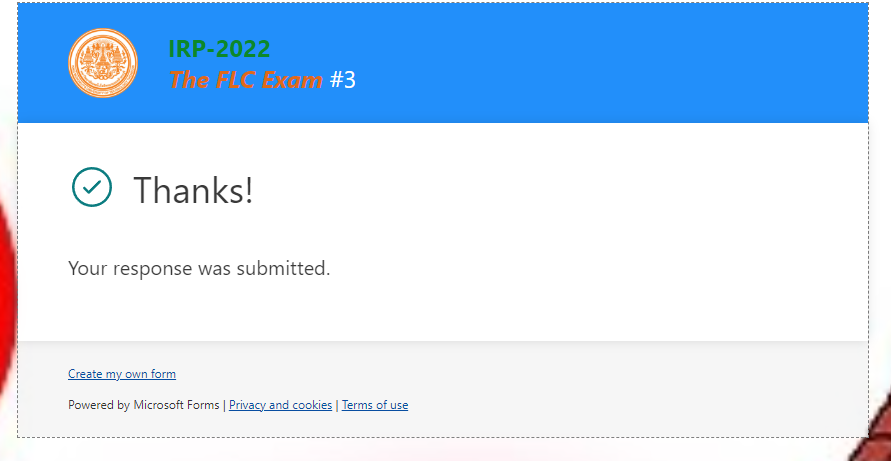 IRP-2022
The FLC Exam #3
Thanks!
Your response was submitted.
Create my own form
Powered by Microsoft Forms | Privacy and cookies | Terms of use